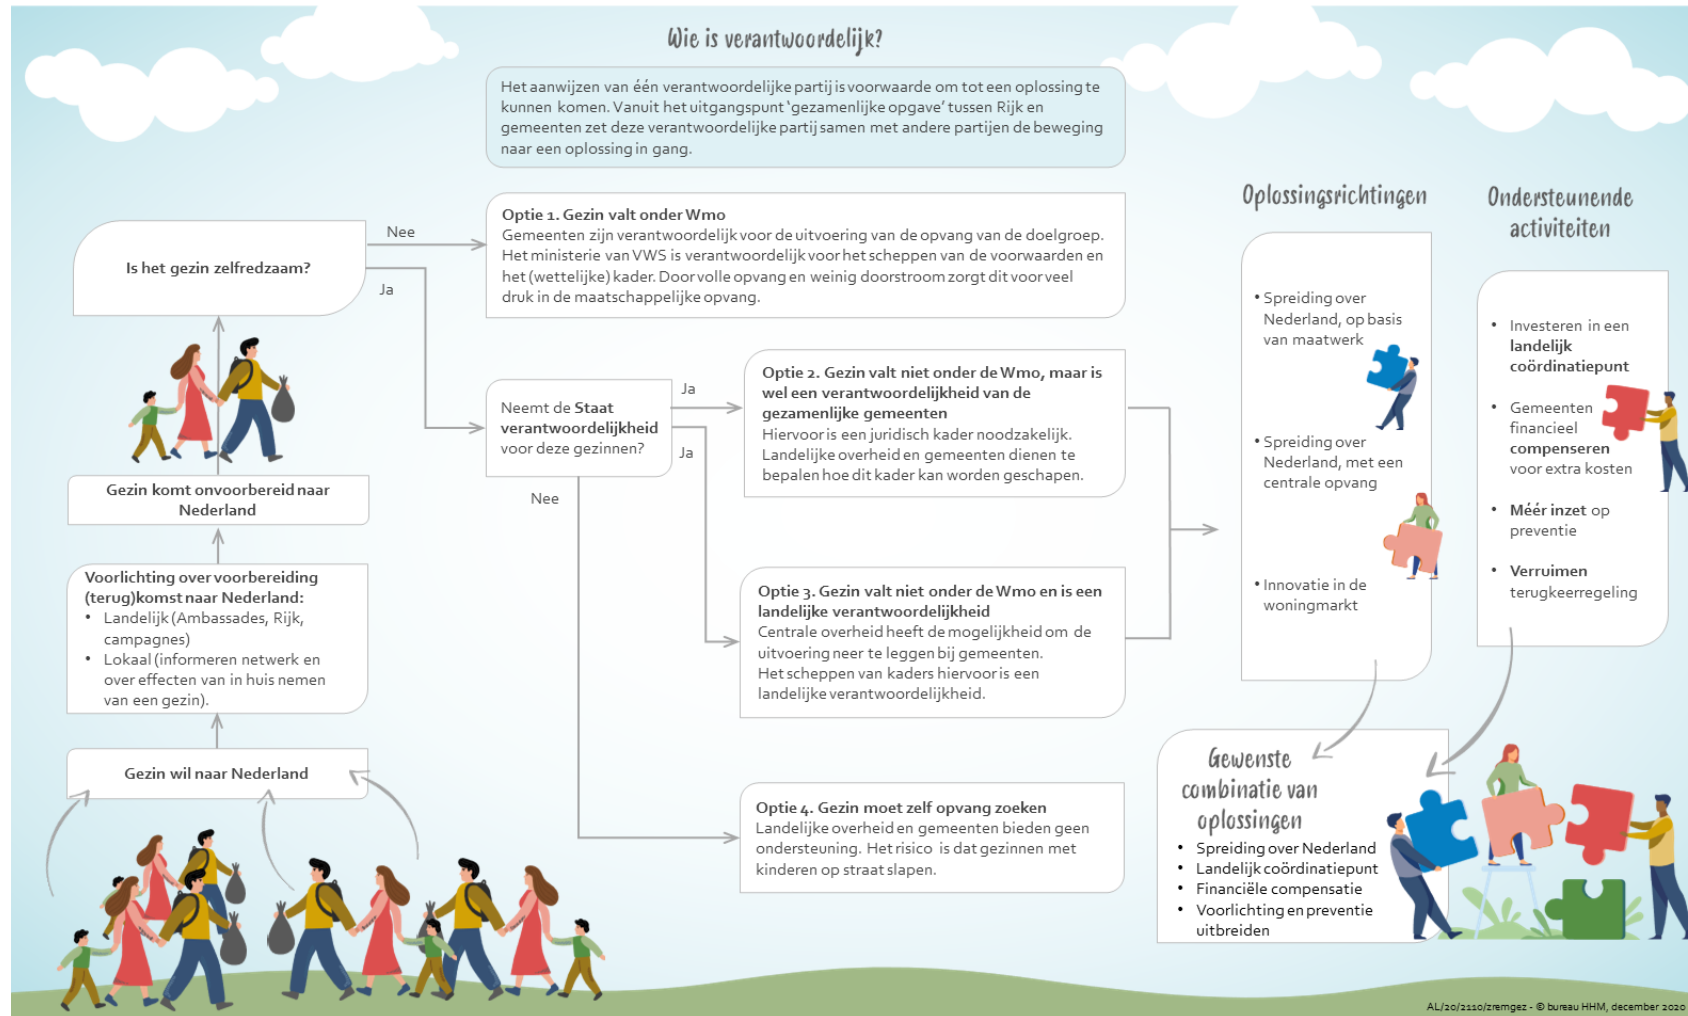 Wie is verantwoordelijk?
Het aanwijzen van één verantwoordelijke partij is voorwaarde om tot een oplossing te
kunnen komen. Vanuit het uitgangspunt ‘gezamenlijke opgave’ tussen Rijk en
gemeenten zet deze verantwoordelijke partij samen met andere partijen de beweging
naar een oplossing in gang.
Is het gezin zelfredzaam?
Nee
Ja
Gezin komt onvoorbereid naar
Nederland
Voorlichting over voorbereiding
(terug)komst naar Nederland:
• Landelijk (Ambassades, Rijk,
campagnes)
• Lokaal (informeren netwerk en
over effecten van in huis nemen
van een gezin).
Gezin wil naar Nederland
Optie 1. Gezin valt onder Wmo
Gemeenten zijn verantwoordelijk voor de uitvoering van de opvang van de doelgroep.
Het ministerie van VWS is verantwoordelijk voor het scheppen van de voorwaarden en
het (wettelijke) kader. Door volle opvang en weinig doorstroom zorgt dit voor veel
druk in de maatschappelijke opvang.
Neemt de Staat
verantwoordelijkheid
voor deze gezinnen?
Ja
Ja
Nee
Optie 2. Gezin valt niet onder de Wmo, maar is
wel een verantwoordelijkheid van de
gezamenlijke gemeenten
Hiervoor is een juridisch kader noodzakelijk.
Landelijke overheid en gemeenten dienen te
bepalen hoe dit kader kan worden geschapen.
Optie 3. Gezin valt niet onder de Wmo en is een
landelijke verantwoordelijkheid
Centrale overheid heeft de mogelijkheid om de
uitvoering neer te leggen bij gemeenten.
Het scheppen van kaders hiervoor is een
landelijke verantwoordelijkheid.
Optie 4. Gezin moet zelf opvang zoeken
Landelijke overheid en gemeenten bieden geen
ondersteuning. Het risico is dat gezinnen met
kinderen op straat slapen.
Oplossingsrichtingen
• Spreiding over
Nederland, op basis
van maatwerk
• Spreiding over
Nederland, met een
centrale opvang
• Innovatie in de
woningmarkt
Ondersteunende
activiteiten
• Investeren in een
landelijk
coördinatiepunt
• Gemeenten
financieel
compenseren
voor extra kosten
• Méér inzet op
preventie
• Verruimen
terugkeerregeling
Gewenste
combinatie van
oplossingen
• Spreiding over Nederland
• Landelijk coördinatiepunt
• Financiële compensatie
• Voorlichting en preventie
uitbreiden
AL/20/2110/zremgez - © bureau HHM, december 2020